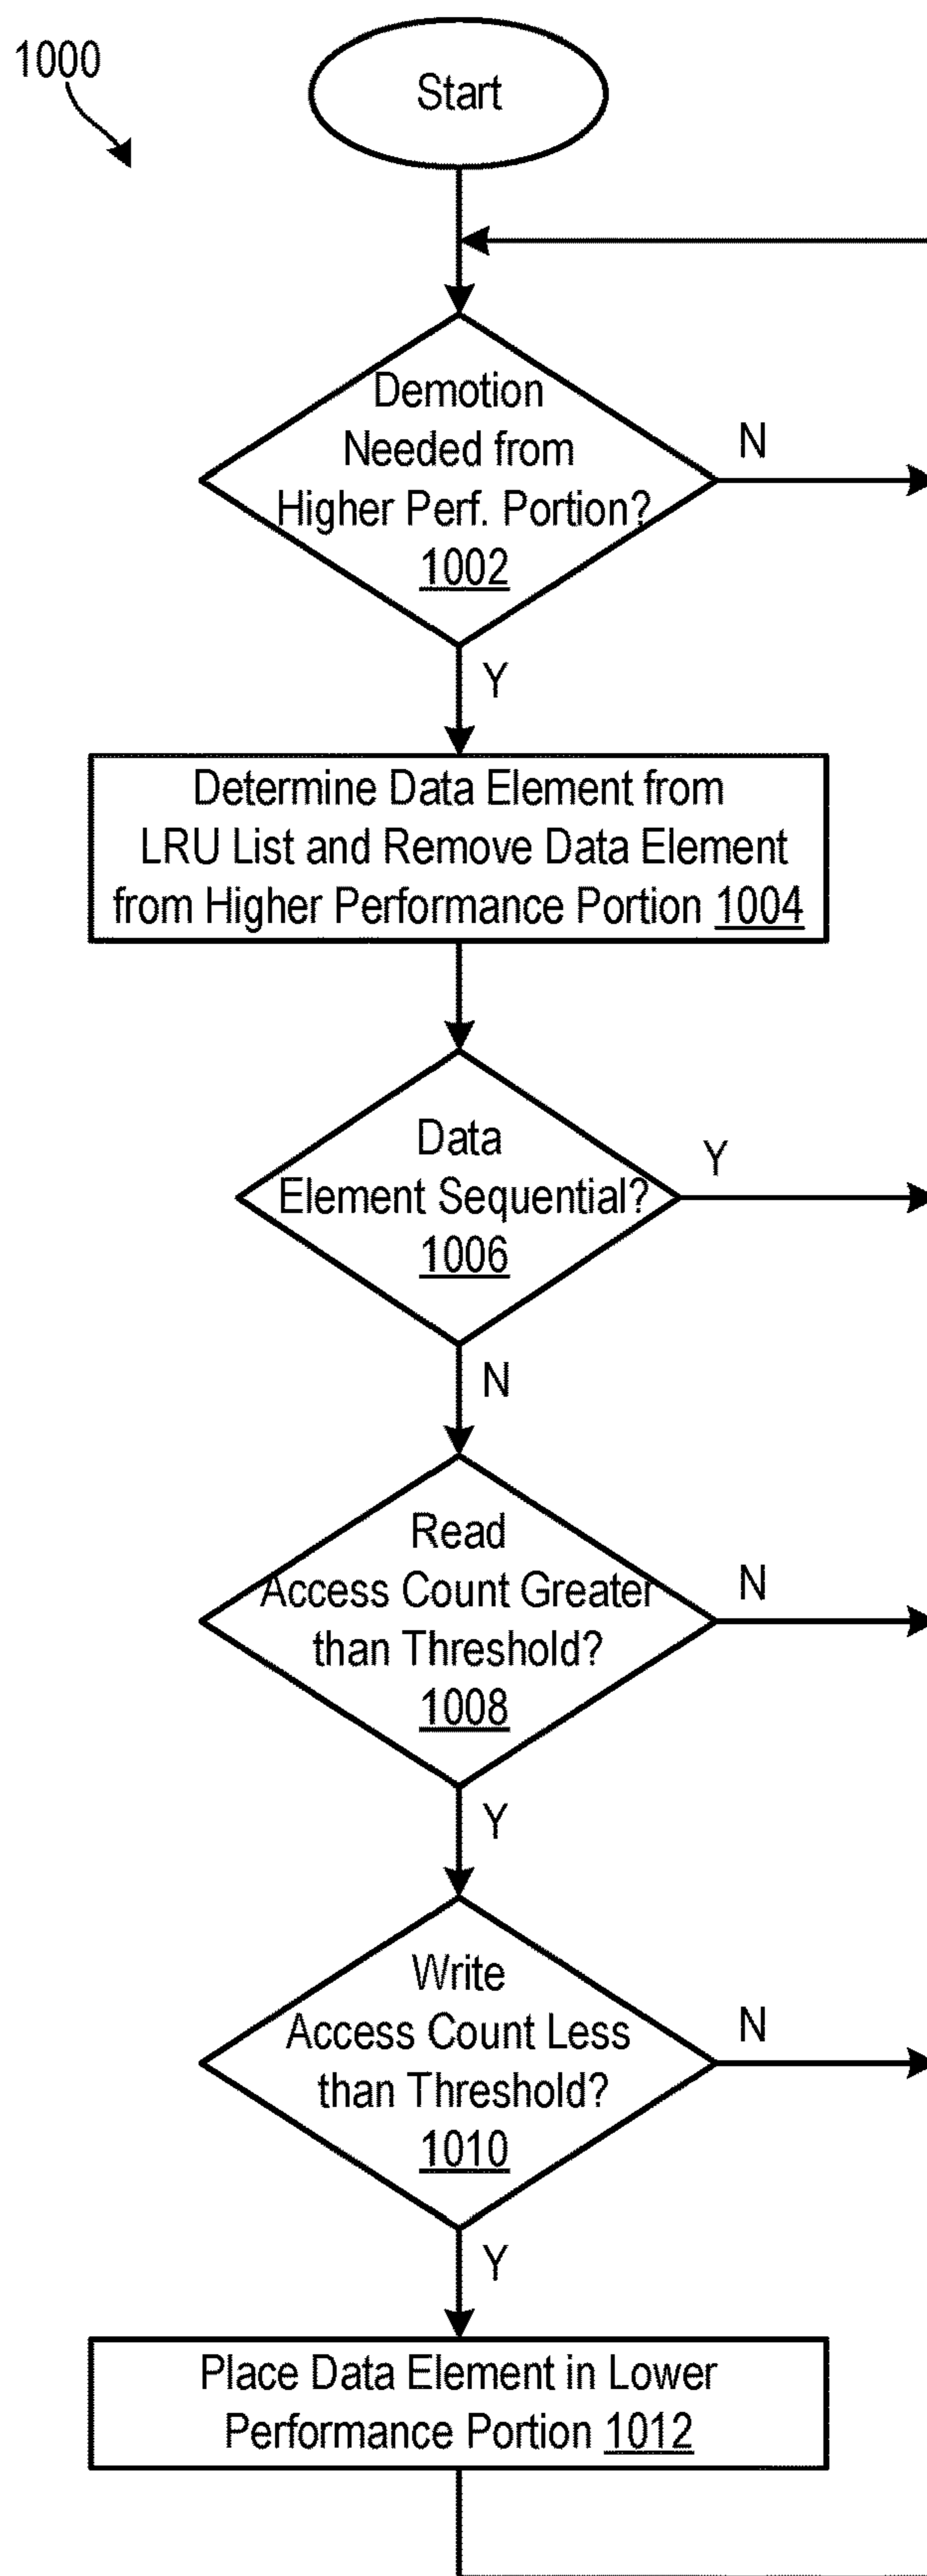 1000
Start
Demotion
Needed from
Higher Perf. Portion?
1002
N
Y
Determine Data Element from
LRU List and Remove Data Element
from Higher Performance Portion 1004
Data
Element Sequential?
1006
Y
N
Read
Access Count Greater
than Threshold?
1008
N
Y
Write
Access Count Less
than Threshold?
1010
N
Y
Place Data Element in Lower
Performance Portion 1012